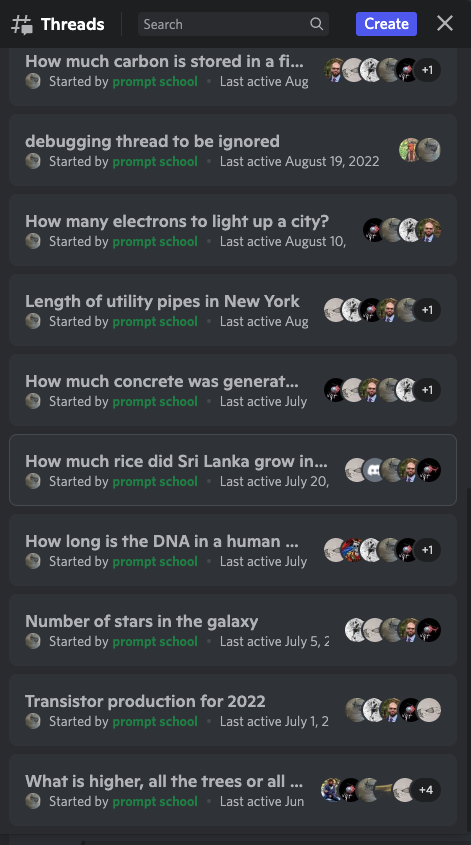 Threads
Search
Create
How much carbon is stored in a fi...
+1
Started by prompt school • Last active Aug
debugging thread to be ignored
Started by prompt school • Last active August 19, 2022
How many electrons to light up a city?
Started by prompt school • Last active August 10,
Length of utility pipes in New York
+1
Started by prompt school • Last active Aug
How much concrete was generat...
+1
Started by prompt school • Last active July
How much rice did Sri Lanka grow in...
Started by prompt school • Last active July 20,
How long is the DNA in a human ...
+1
Started by prompt school • Last active July
Number of stars in the galaxy
Started by prompt school • Last active July 5, 2
Transistor production for 2022
Started by prompt school • Last active July 1, 2
What is higher, all the trees or all ...
+4
Started by prompt school • Last active Jun